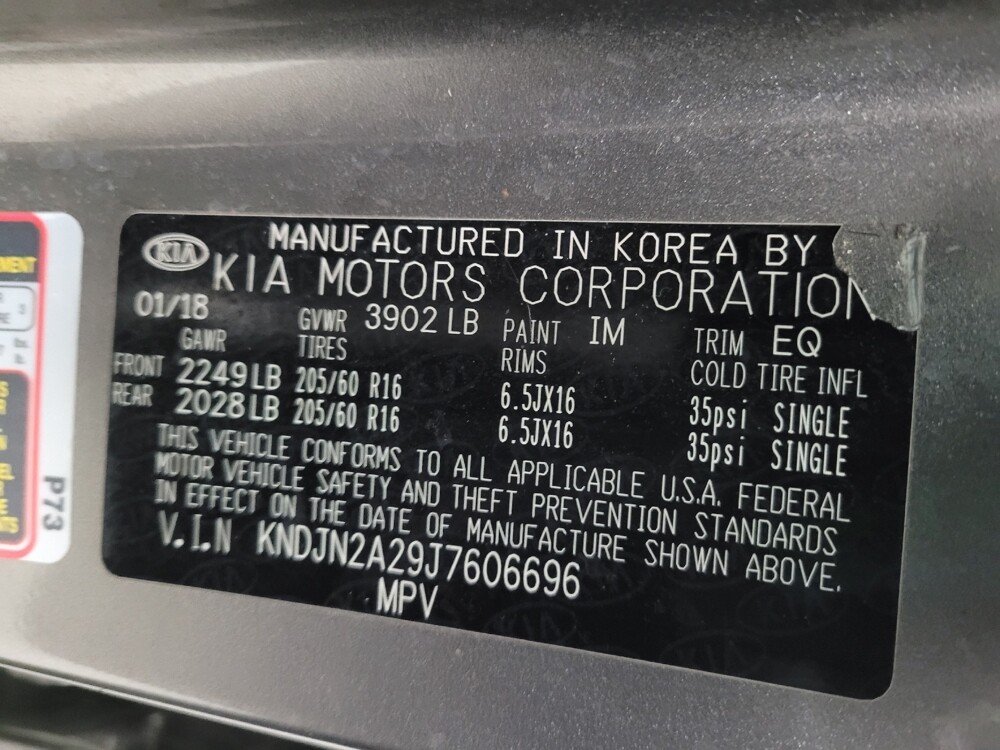 KIA
MANUFACTURED IN KOREA BY
KIA MOTORS CORPORATION
01/18 GVWR 3902 LB PAINT IM TRIM EQ
GAWR TIRES RIMS COLD TIRE INFL
FRONT 2249 LB 205/60 R16 6.5JX16 35psi SINGLE
REAR 2028 LB 205/60 R16 6.5JX16 35psi SINGLE
THIS VEHICLE CONFORMS TO ALL APPLICABLE U.S.A. FEDERAL
MOTOR VEHICLE SAFETY AND THEFT PREVENTION STANDARDS
IN EFFECT ON THE DATE OF MANUFACTURE SHOWN ABOVE.
V.I.N KNDJN2A29J7606696
MPV
P73